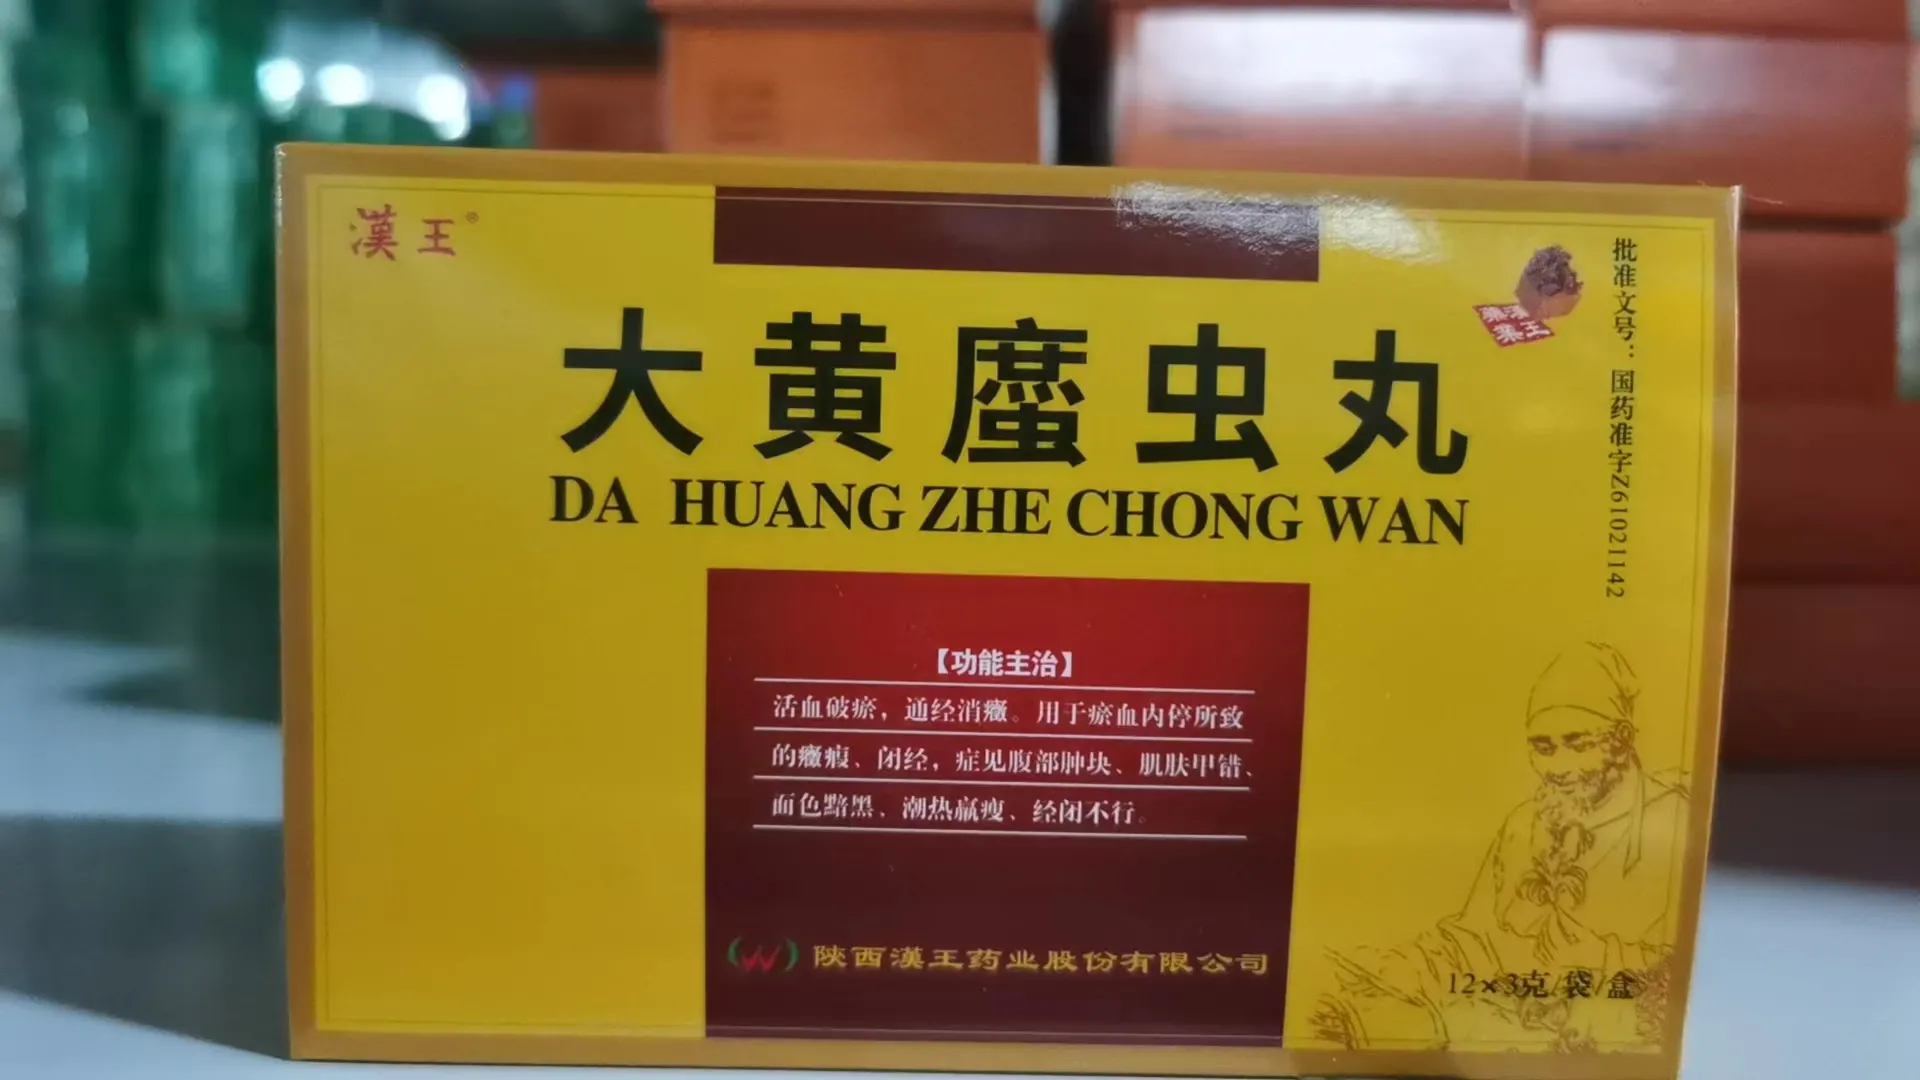 漢王®
批准文号：国药准字Z61021142
大黄䗪虫丸
DA HUANG ZHE CHONG WAN
【功能主治】
活血破瘀，通经消癥。用于瘀血内停所致
的癥瘕、闭经，症见腹部肿块、肌肤甲错、
面色黯黑、潮热羸瘦、经闭不行。
陕西漢王药业股份有限公司
12×3克/袋/盒